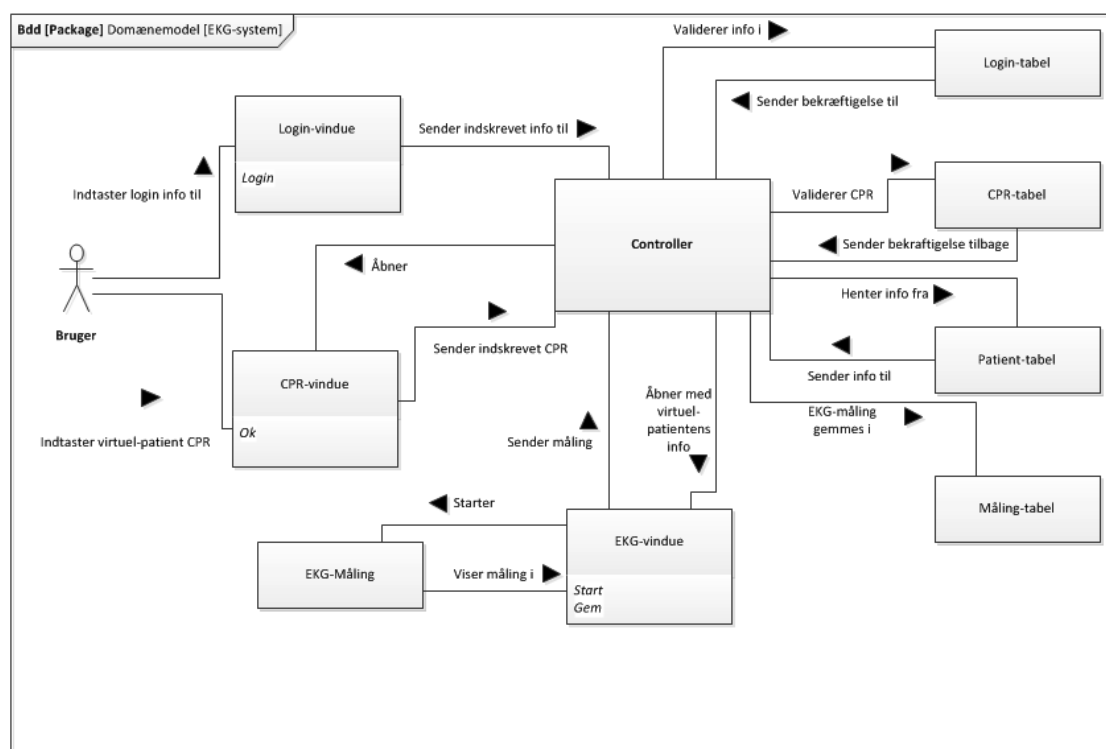 Bdd [Package] Domænemodel [EKG-system]
Validerer info i
Login-tabel
Sender bekræftigelse til
Login-vindue
Login
Sender indskrevet info til
Indtaster login info til
Validerer CPR
CPR-tabel
Controller
Sender bekraftigelse tilbage
Åbner
Henter info fra
Bruger
Sender indskrevet CPR
Patient-tabel
Sender info til
CPR-vindue
Ok
Indtaster virtuel-patient CPR
Åbner med
virtuel-
patientens
info
EKG-måling
gemmes i
Sender måling
Måling-tabel
Starter
EKG-vindue
Start
Gem
EKG-Måling
Viser måling i